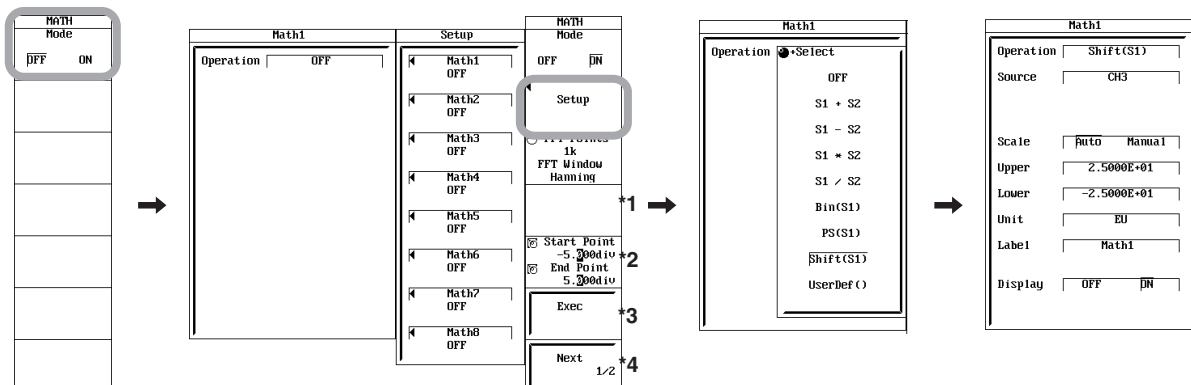 MATH
Mode
OFF ON
Math1
Operation OFF
Setup
Math1
OFF
Math2
OFF
Math3
OFF
Math4
OFF
Math5
OFF
Math6
OFF
Math7
OFF
Math8
OFF
MATH
Mode
OFF ON
Setup
FFT Points
1k
FFT Window
Hanning
*1
Start Point
-5.000div
*2
End Point
5.000div
Exec
*3
Next
1/2
*4
Math1
Operation Select
OFF
S1 + S2
S1 - S2
S1 * S2
S1 / S2
Bin(S1)
PS(S1)
Shift(S1)
UserDef()
Math1
Operation Shift(S1)
Source CH3
Scale Auto Manual
Upper 2.5000E+01
Lower -2.5000E+01
Unit EU
Label Math1
Display OFF ON